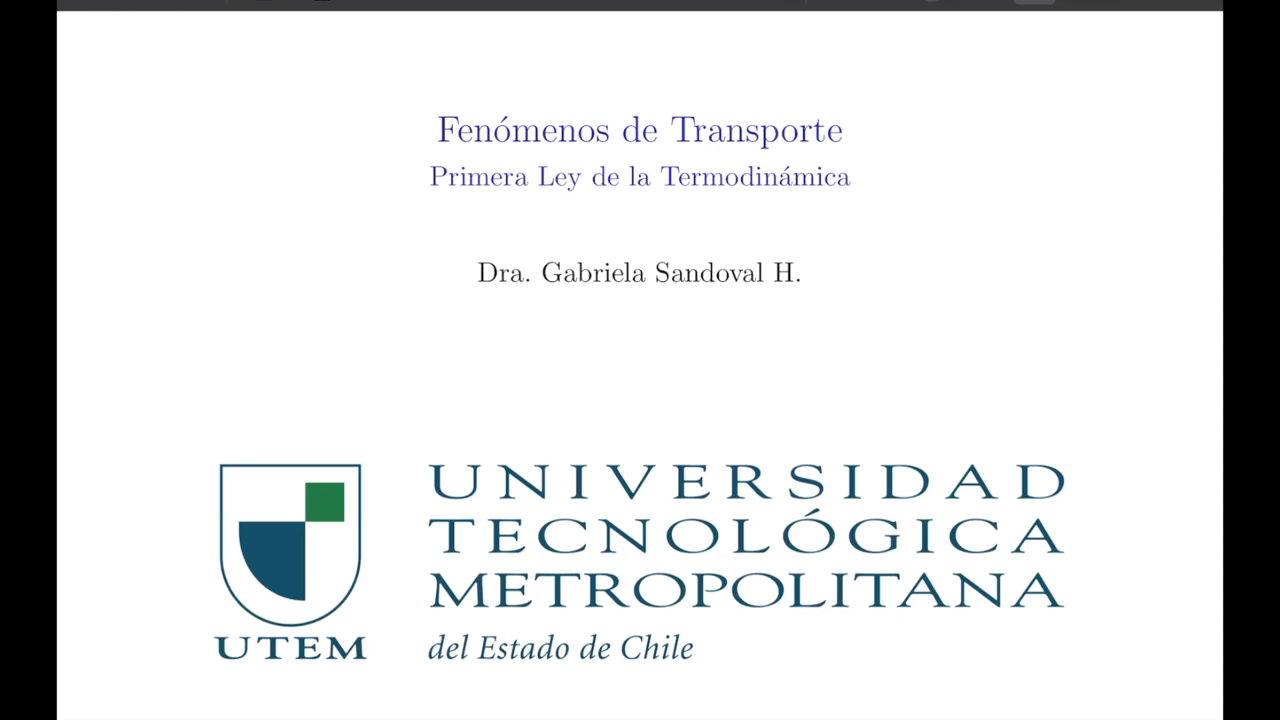 Fenómenos de Transporte
Primera Ley de la Termodinámica
Dra. Gabriela Sandoval H.
UNIVERSIDAD
TECNOLÓGICA
METROPOLITANA
UTEM
del Estado de Chile